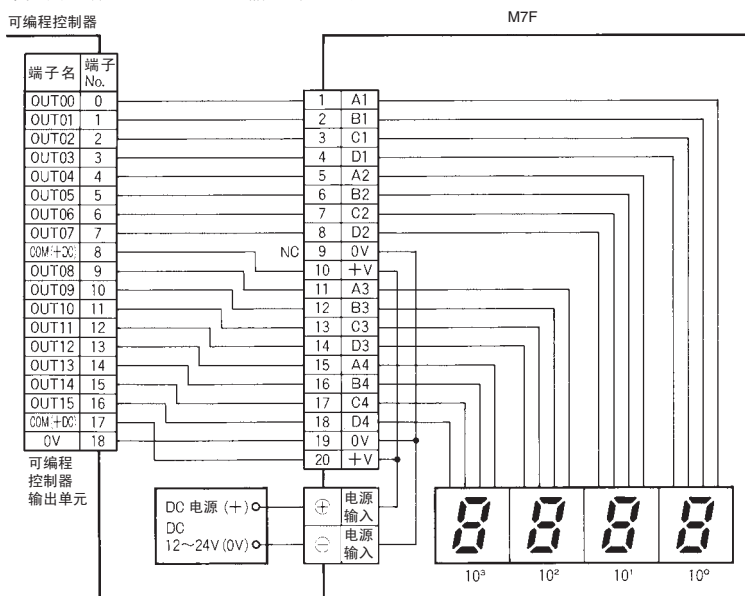 可编程控制器
M7F
端子名 端子No.
OUT00 0
OUT01 1
OUT02 2
OUT03 3
OUT04 4
OUT05 5
OUT06 6
OUT07 7
COM(+DC) 8
OUT08 9
OUT09 10
OUT10 11
OUT11 12
OUT12 13
OUT13 14
OUT14 15
OUT15 16
COM(+DC) 17
0V 18
可编程
控制器
输出单元
1 A1
2 B1
3 C1
4 D1
5 A2
6 B2
7 C2
8 D2
NC 9 0V
10 +V
11 A3
12 B3
13 C3
14 D3
15 A4
16 B4
17 C4
18 D4
19 0V
20 +V
DC 电源 (+)
DC
12~24V (0V)
⊕ 电源输入
⊖ 电源输入
8 8 8 8
10³ 10² 10¹ 10⁰